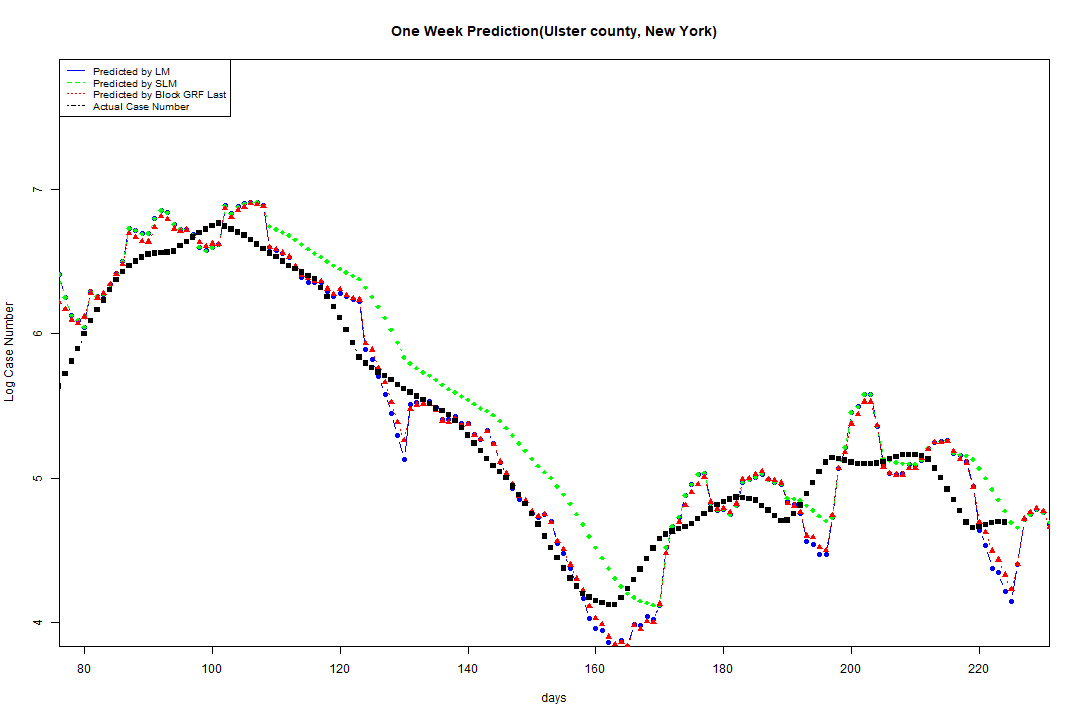 One Week Prediction(Ulster county, New York)
Predicted by LM
Predicted by SLM
Predicted by Block GRF Last
Actual Case Number
7
6
5
4
Log Case Number
80 100 120 140 160 180 200 220
days